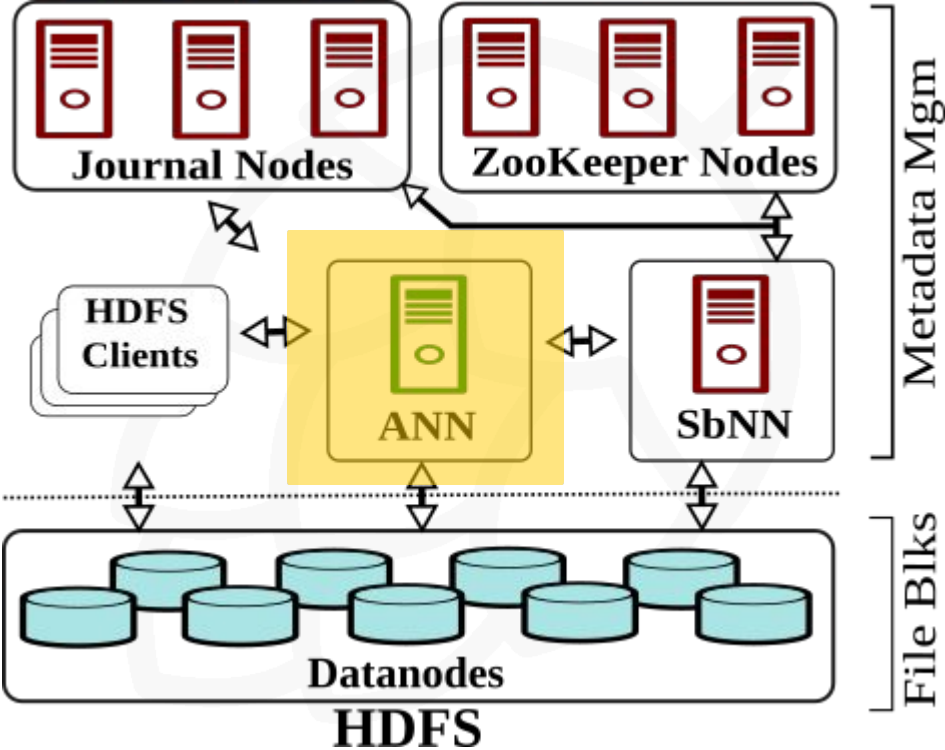 Journal Nodes
ZooKeeper Nodes
Metadata Mgm
HDFS
Clients
ANN
SbNN
File Blks
Datanodes
HDFS